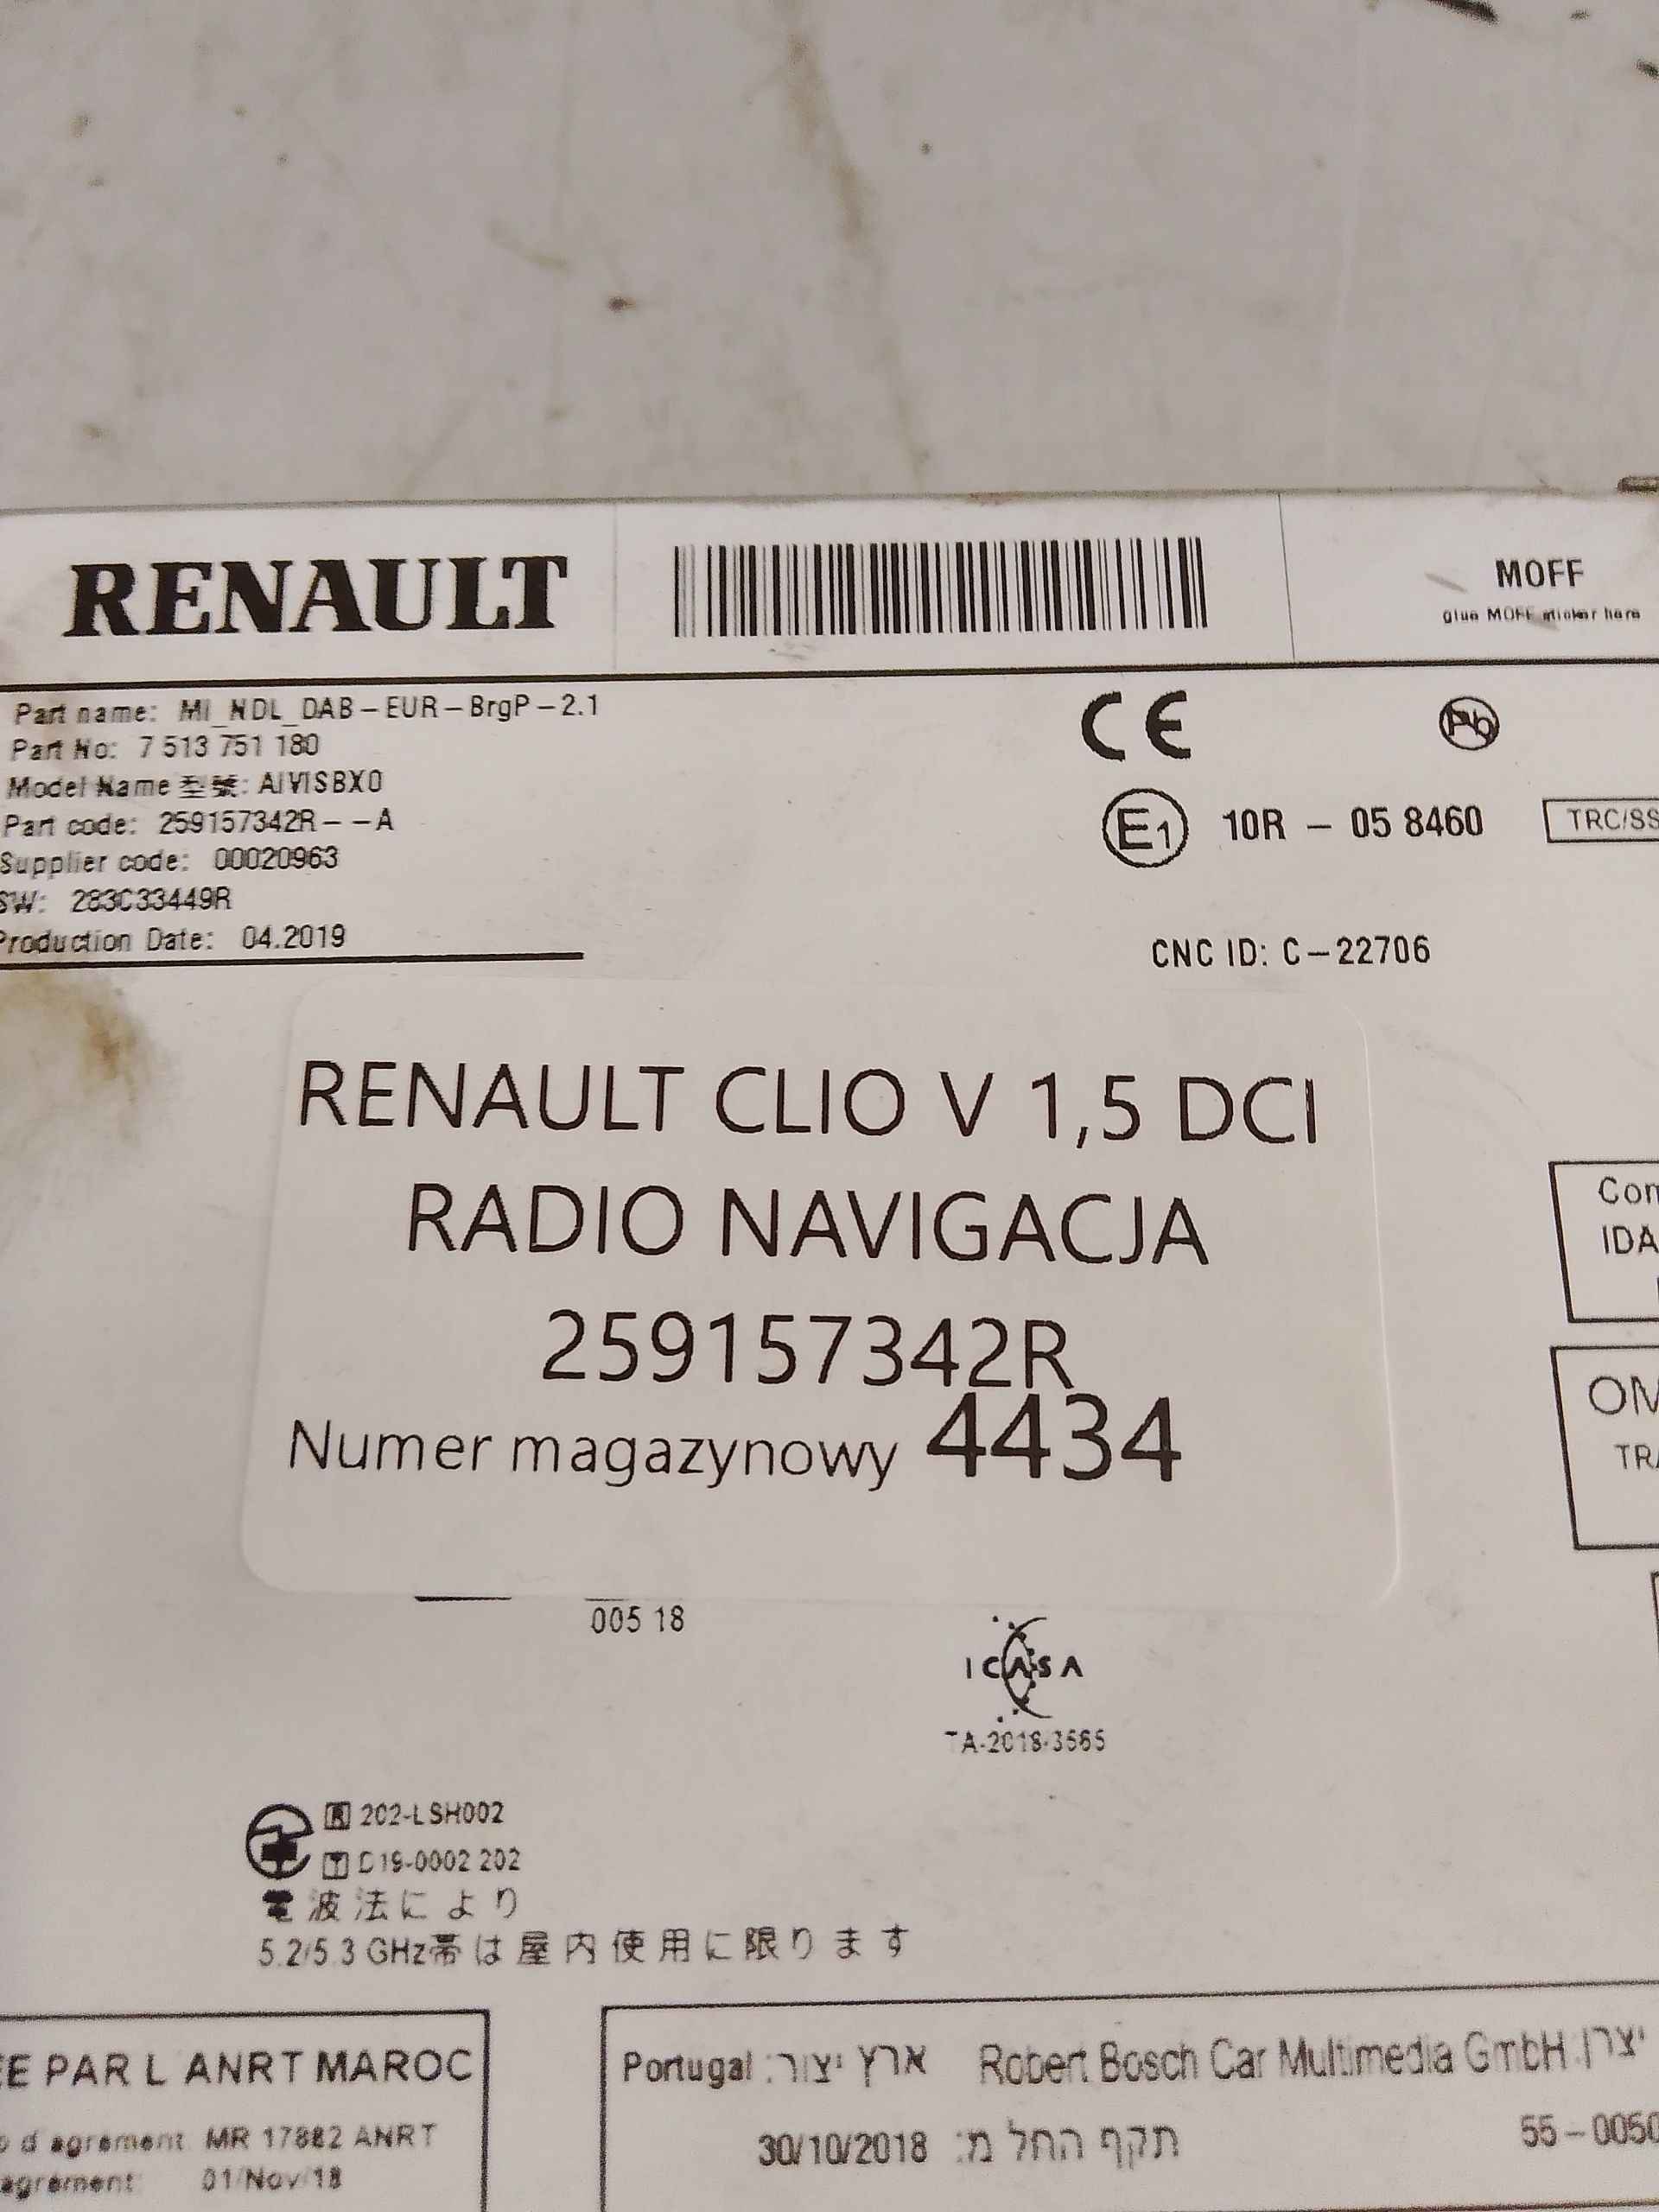 RENAULT
MOFF
glue MOFF sticker here
Part name: MI_NDL_DAB-EUR-BrgP-2.1
Part No: 7 513 751 180
Model Name 型號: AIVISBX0
Part code: 259157342R--A
Supplier code: 00020963
SW: 283C33449R
Production Date: 04.2019
CE
Pb
E1 10R - 05 8460
TRC/SS
CNC ID: C-22706
RENAULT CLIO V 1,5 DCI
RADIO NAVIGACJA
259157342R
Numer magazynowy 4434
Com
IDA
OM
TRA
005 18
ICASA
TA-2018-3565
R 202-LSH002
T D19-0002 202
電波法により
5.2/5.3 GHz帯は屋内使用に限ります
EE PAR L ANRT MAROC
d'agrement: MR 17882 ANRT
agrement: 01/Nov/18
Portugal :ארץ יצור Robert Bosch Car Multimedia GmbH :יצרן
30/10/2018 :תקף החל מ
55-0050